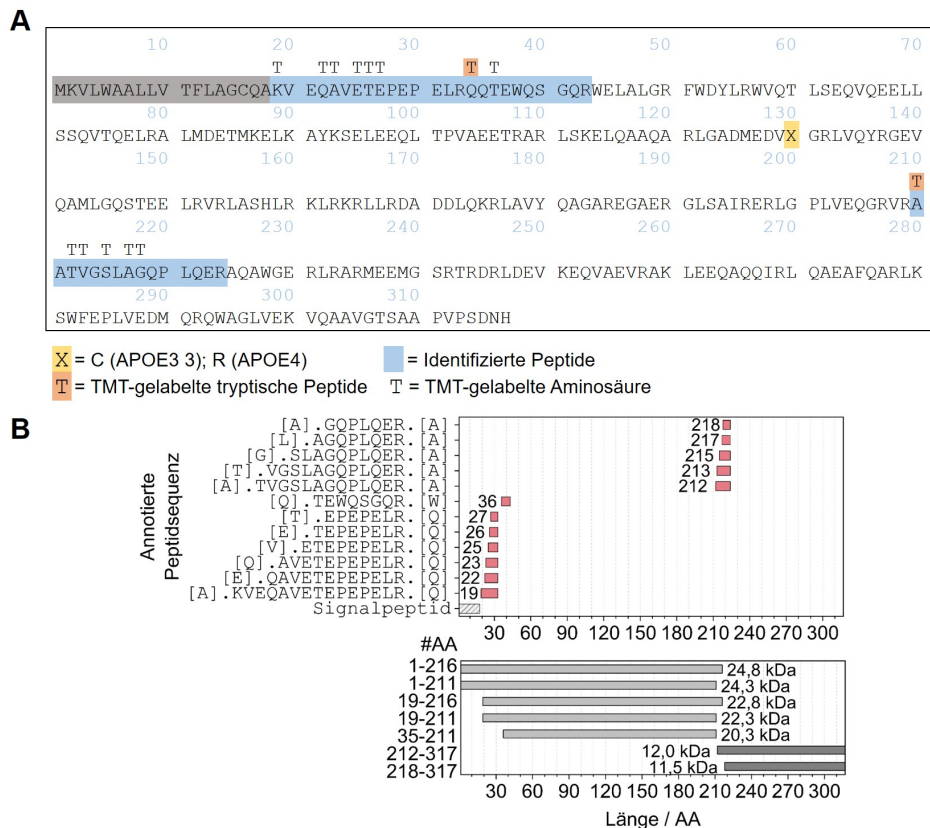 A
10 20 30 40 50 60 70
T TT TTT T T
MKVLWAALLV TFLAGCQAKV EQAVETEPEP ELRQQTEWQS GQRWELALGR FWDYLRWVQT LSEQVQEELL
80 90 100 110 120 130 140
SSQVTQELRA LMDETMKELK AYKSELEEQL TPVAEETRAR LSKELQAAQA RLGADMEDVX GRLVQYRGEV
150 160 170 180 190 200 210
T
QAMLGQSTEE LRVRLASHLR KLRKRLLRDA DDLQKRLAVY QAGAREGAER GLSAIRERLG PLVEQGRVRA
220 230 240 250 260 270 280
TT T TT
ATVGSLAGQP LQERAQAWGE RLRARMEEMG SRTRDRLDEV KEQVAEVRAK LEEQAQQIRL QAEAFQARLK
290 300 310
SWFEPLVEDM QRQWAGLVEK VQAAVGTSAA PVPSDNH
X = C (APOE3 3); R (APOE4)
= Identifizierte Peptide
T = TMT-gelabelte tryptische Peptide
T = TMT-gelabelte Aminosäure
B
Annotierte
Peptidsequenz
[A].GQPLQER.[A] 218
[L].AGQPLQER.[A] 217
[G].SLAGQPLQER.[A] 215
[T].VGSLAGQPLQER.[A] 213
[A].TVGSLAGQPLQER.[A] 212
[Q].TEWQSGQR.[W] 36
[T].EPEPELR.[Q] 27
[E].TEPEPELR.[Q] 26
[V].ETEPEPELR.[Q] 25
[Q].AVETEPEPELR.[Q] 23
[E].QAVETEPEPELR.[Q] 22
[A].KVEQAVETEPEPELR.[Q] 19
Signalpeptid
30 60 90 120 150 180 210 240 270 300
#AA
1-216 24,8 kDa
1-211 24,3 kDa
19-216 22,8 kDa
19-211 22,3 kDa
35-211 20,3 kDa
212-317 12,0 kDa
218-317 11,5 kDa
30 60 90 120 150 180 210 240 270 300
Länge / AA